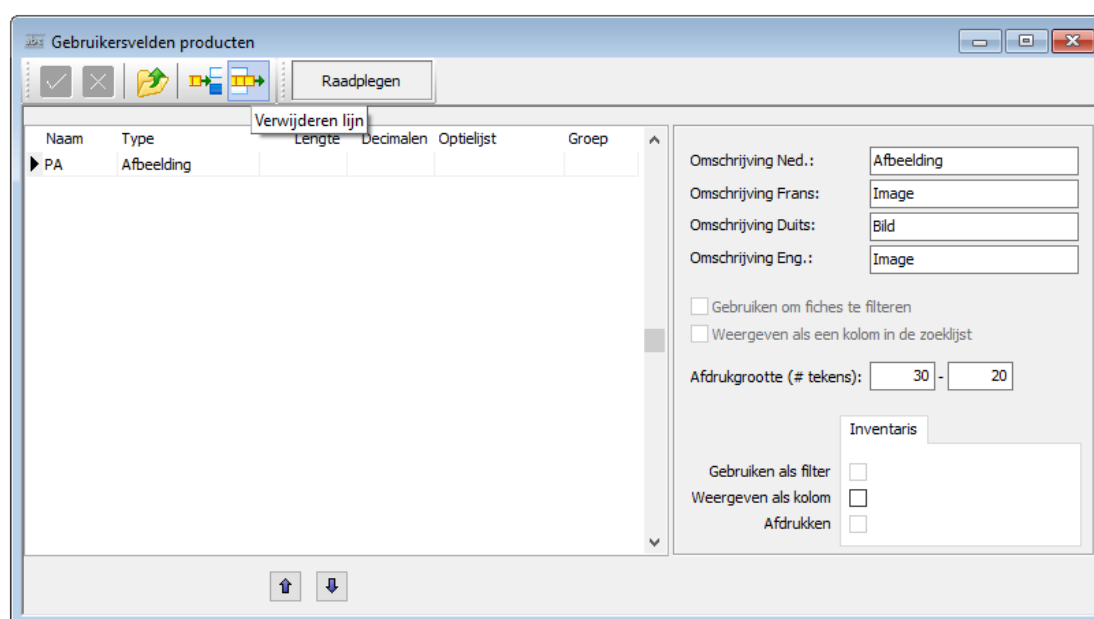 Gebruikersvelden producten
Raadplegen
Verwijderen lijn
Naam Type Lengte Decimalen Optielijst Groep
PA Afbeelding
Omschrijving Ned.: Afbeelding
Omschrijving Frans: Image
Omschrijving Duits: Bild
Omschrijving Eng.: Image
Gebruiken om fiches te filteren
Weergeven als een kolom in de zoeklijst
Afdrukgrootte (# tekens): 30 - 20
Inventaris
Gebruiken als filter
Weergeven als kolom
Afdrukken